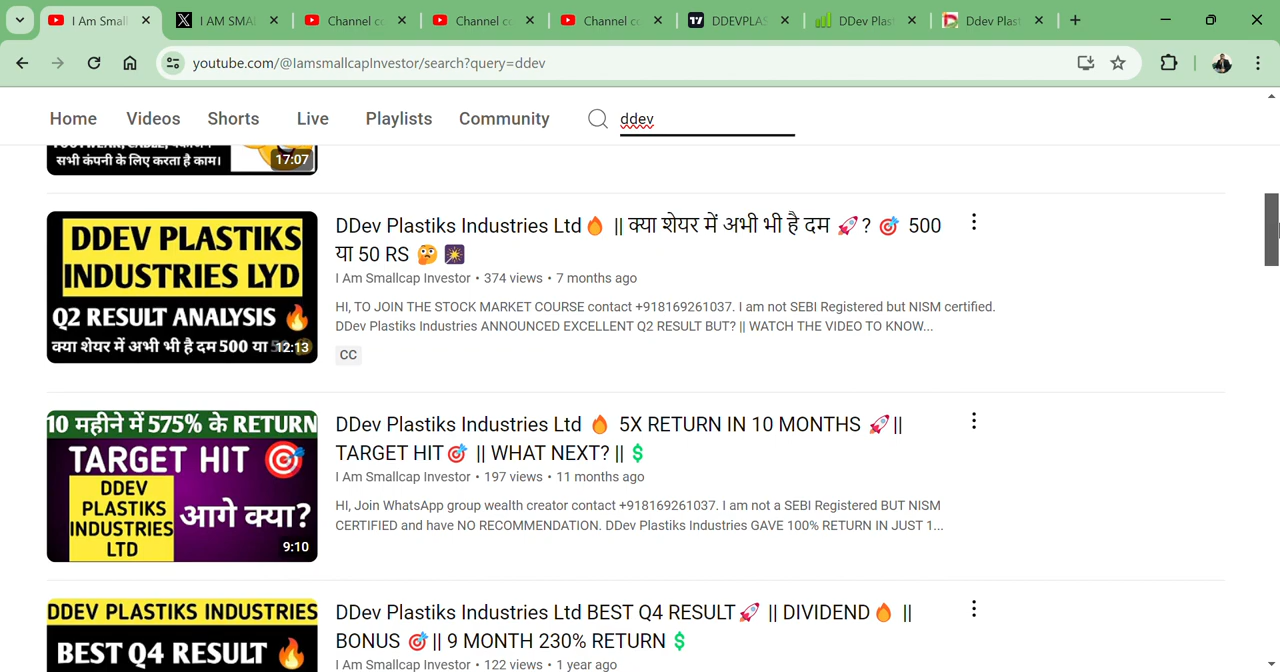 I Am Small
I AM SMA
Channel co
Channel co
Channel co
DDEVPLAS
DDev Plast
Ddev Plast
youtube.com/@IamsmallcapInvestor/search?query=ddev
Home Videos Shorts Live Playlists Community ddev
सभी कंपनी के लिए करता है काम।
17:07
DDEV PLASTIKS
INDUSTRIES LYD
Q2 RESULT ANALYSIS
क्या शेयर में अभी भी है दम 500 या
12:13
DDev Plastiks Industries Ltd🔥 || क्या शेयर में अभी भी है दम 🚀? 🎯 500
या 50 RS 🤔 🎆
I Am Smallcap Investor • 374 views • 7 months ago
HI, TO JOIN THE STOCK MARKET COURSE contact +918169261037. I am not SEBI Registered but NISM certified.
DDev Plastiks Industries ANNOUNCED EXCELLENT Q2 RESULT BUT? || WATCH THE VIDEO TO KNOW...
CC
10 महीने में 575% के RETURN
TARGET HIT
DDEV
PLASTIKS
INDUSTRIES
LTD
आगे क्या?
9:10
DDev Plastiks Industries Ltd 🔥 5X RETURN IN 10 MONTHS 🚀||
TARGET HIT🎯 || WHAT NEXT? || 💲
I Am Smallcap Investor • 197 views • 11 months ago
HI, Join WhatsApp group wealth creator contact +918169261037. I am not a SEBI Registered BUT NISM
CERTIFIED and have NO RECOMMENDATION. DDev Plastiks Industries GAVE 100% RETURN IN JUST 1...
DDEV PLASTIKS INDUSTRIES
BEST Q4 RESULT
DDev Plastiks Industries Ltd BEST Q4 RESULT🚀 || DIVIDEND🔥 ||
BONUS 🎯|| 9 MONTH 230% RETURN 💲
I Am Smallcap Investor • 122 views • 1 year ago